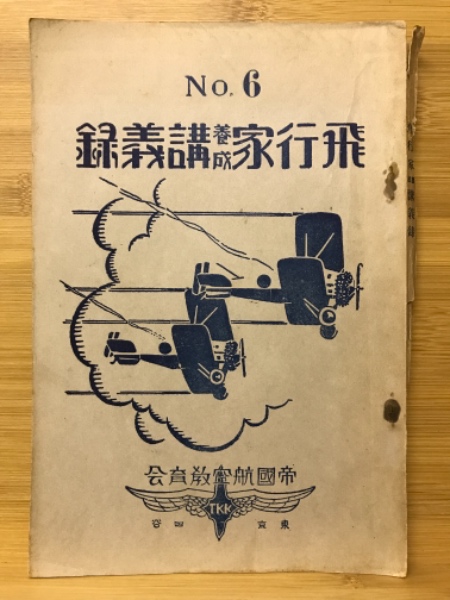 No. 6
飛行家養成講義録
帝國航空教育会
TKK
東京 四谷